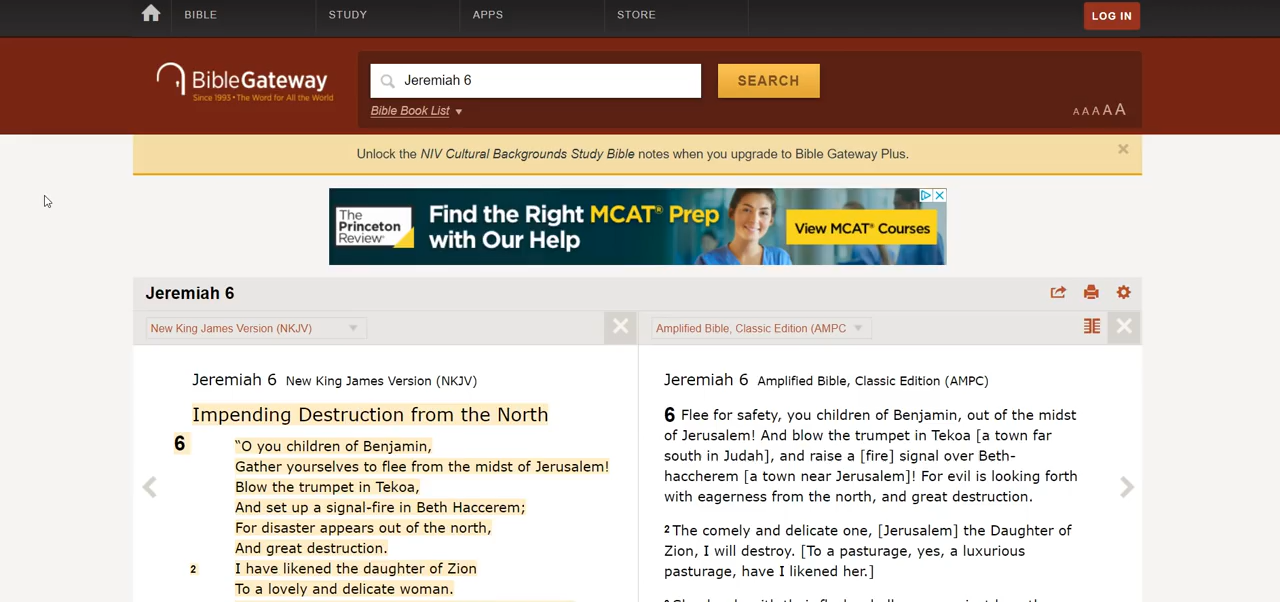 BIBLE STUDY APPS STORE LOG IN
BibleGateway
Since 1993 • The Word for All the World
Jeremiah 6
SEARCH
Bible Book List
A A A A A
Unlock the NIV Cultural Backgrounds Study Bible notes when you upgrade to Bible Gateway Plus.
The Princeton Review®
Find the Right MCAT® Prep
with Our Help
View MCAT® Courses
Jeremiah 6
New King James Version (NKJV)
Jeremiah 6 New King James Version (NKJV)
Impending Destruction from the North
6 “O you children of Benjamin,
Gather yourselves to flee from the midst of Jerusalem!
Blow the trumpet in Tekoa,
And set up a signal-fire in Beth Haccerem;
For disaster appears out of the north,
And great destruction.
2 I have likened the daughter of Zion
To a lovely and delicate woman.
Amplified Bible, Classic Edition (AMPC
Jeremiah 6 Amplified Bible, Classic Edition (AMPC)
6 Flee for safety, you children of Benjamin, out of the midst
of Jerusalem! And blow the trumpet in Tekoa [a town far
south in Judah], and raise a [fire] signal over Beth-
haccherem [a town near Jerusalem]! For evil is looking forth
with eagerness from the north, and great destruction.
2 The comely and delicate one, [Jerusalem] the Daughter of
Zion, I will destroy. [To a pasturage, yes, a luxurious
pasturage, have I likened her.]